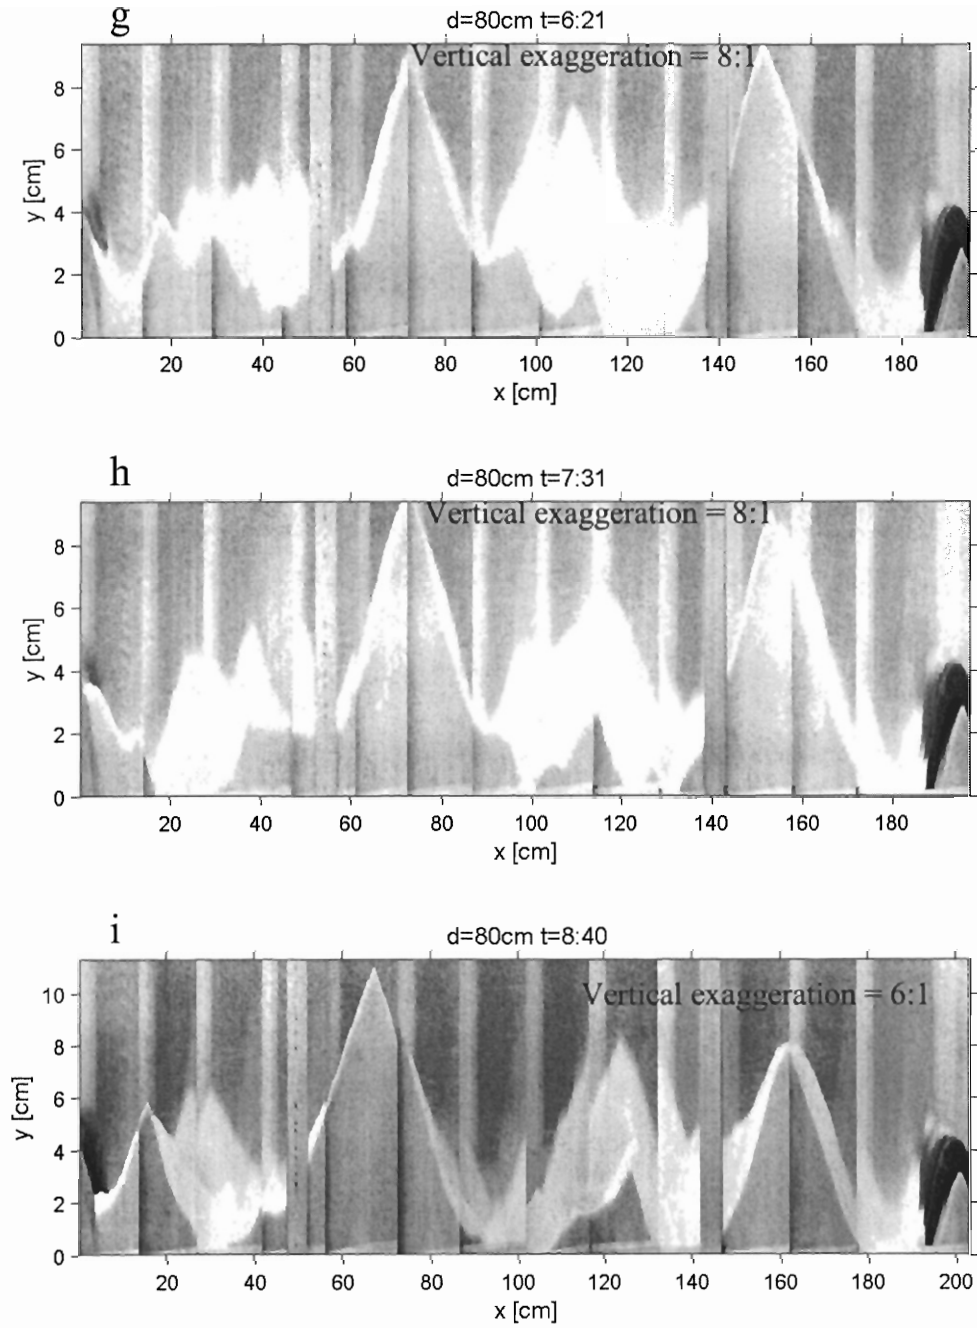 g
d=80cm t=6:21
Vertical exaggeration = 8:1
8
6
4
2
0
y [cm]
20 40 60 80 100 120 140 160 180
x [cm]
h
d=80cm t=7:31
Vertical exaggeration = 8:1
8
6
4
2
0
y [cm]
20 40 60 80 100 120 140 160 180
x [cm]
i
d=80cm t=8:40
Vertical exaggeration = 6:1
10
8
6
4
2
0
y [cm]
20 40 60 80 100 120 140 160 180 200
x [cm]